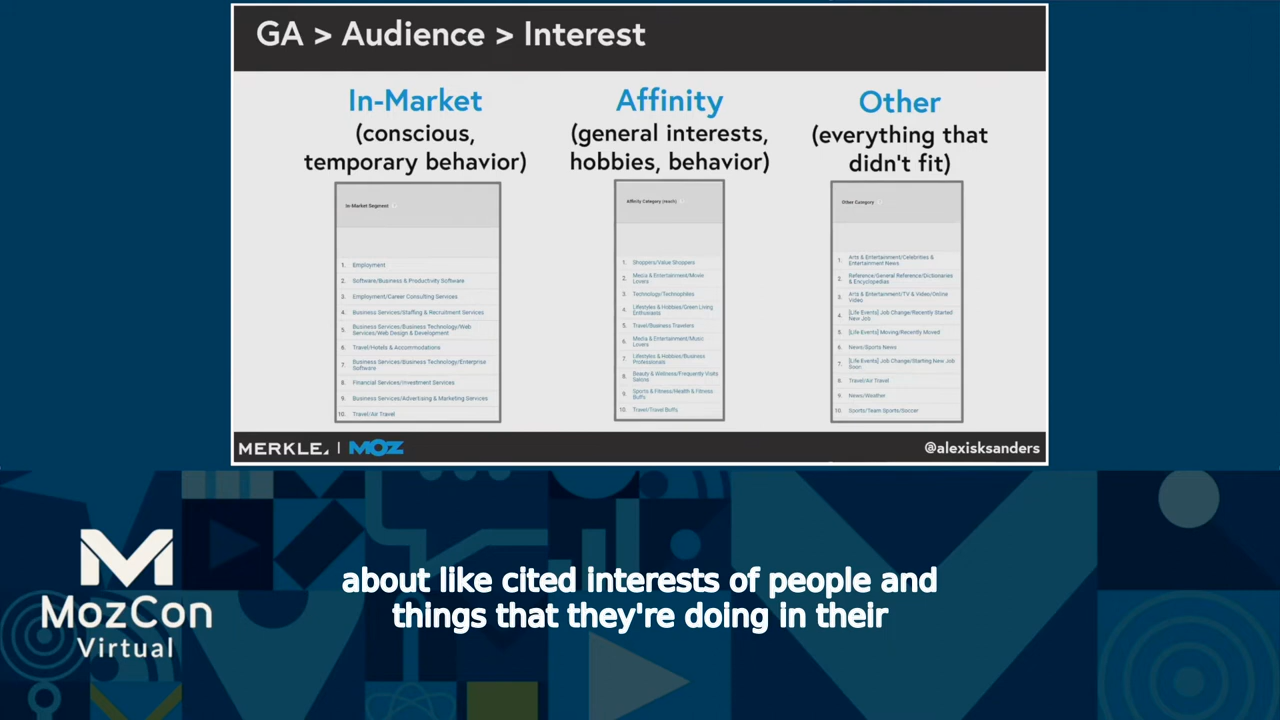 GA > Audience > Interest
In-Market
(conscious,
temporary behavior)
In-Market Segment
1. Employment
2. Software/Business & Productivity Software
3. Employment/Career Consulting Services
4. Business Services/Staffing & Recruitment Services
5. Business Services/Business Technology/Web
Services/Web Design & Development
6. Travel/Hotels & Accommodations
7. Business Services/Business Technology/Enterprise
Software
8. Financial Services/Investment Services
9. Business Services/Advertising & Marketing Services
10. Travel/Air Travel
Affinity
(general interests,
hobbies, behavior)
Affinity Category (reach)
1. Shoppers/Value Shoppers
2. Media & Entertainment/Movie
Lovers
3. Technology/Technophiles
4. Lifestyles & Hobbies/Green Living
Enthusiasts
5. Travel/Business Travelers
6. Media & Entertainment/Music
Lovers
7. Lifestyles & Hobbies/Business
Professionals
8. Beauty & Wellness/Frequently Visits
Salons
9. Sports & Fitness/Health & Fitness
Buffs
10. Travel/Travel Buffs
Other
(everything that
didn't fit)
Other Category
1. Arts & Entertainment/Celebrities &
Entertainment News
2. Reference/General Reference/Dictionaries
& Encyclopedias
3. Arts & Entertainment/TV & Video/Online
Video
4. [Life Events] Job Change/Recently Started
New Job
5. [Life Events] Moving/Recently Moved
6. News/Sports News
7. [Life Events] Job Change/Starting New Job
Soon
8. Travel/Air Travel
9. News/Weather
10. Sports/Team Sports/Soccer
MERKLE | MOZ
@alexisksanders
MozCon
Virtual
about like cited interests of people and
things that they're doing in their